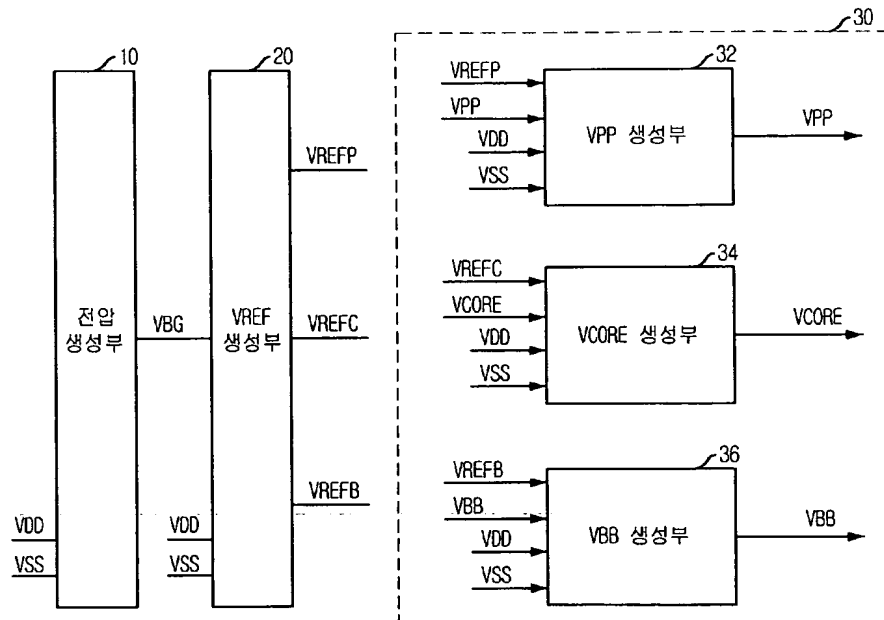 30
10
20
32
VREFP
VPP
VDD
VSS
VPP 생성부
VPP
VREFP
34
VREFC
VCORE
VDD
VSS
VCORE 생성부
VCORE
전압
생성부
VBG
VREF
생성부
VREFC
36
VREFB
VBB
VDD
VSS
VBB 생성부
VBB
VREFB
VDD
VSS
VDD
VSS